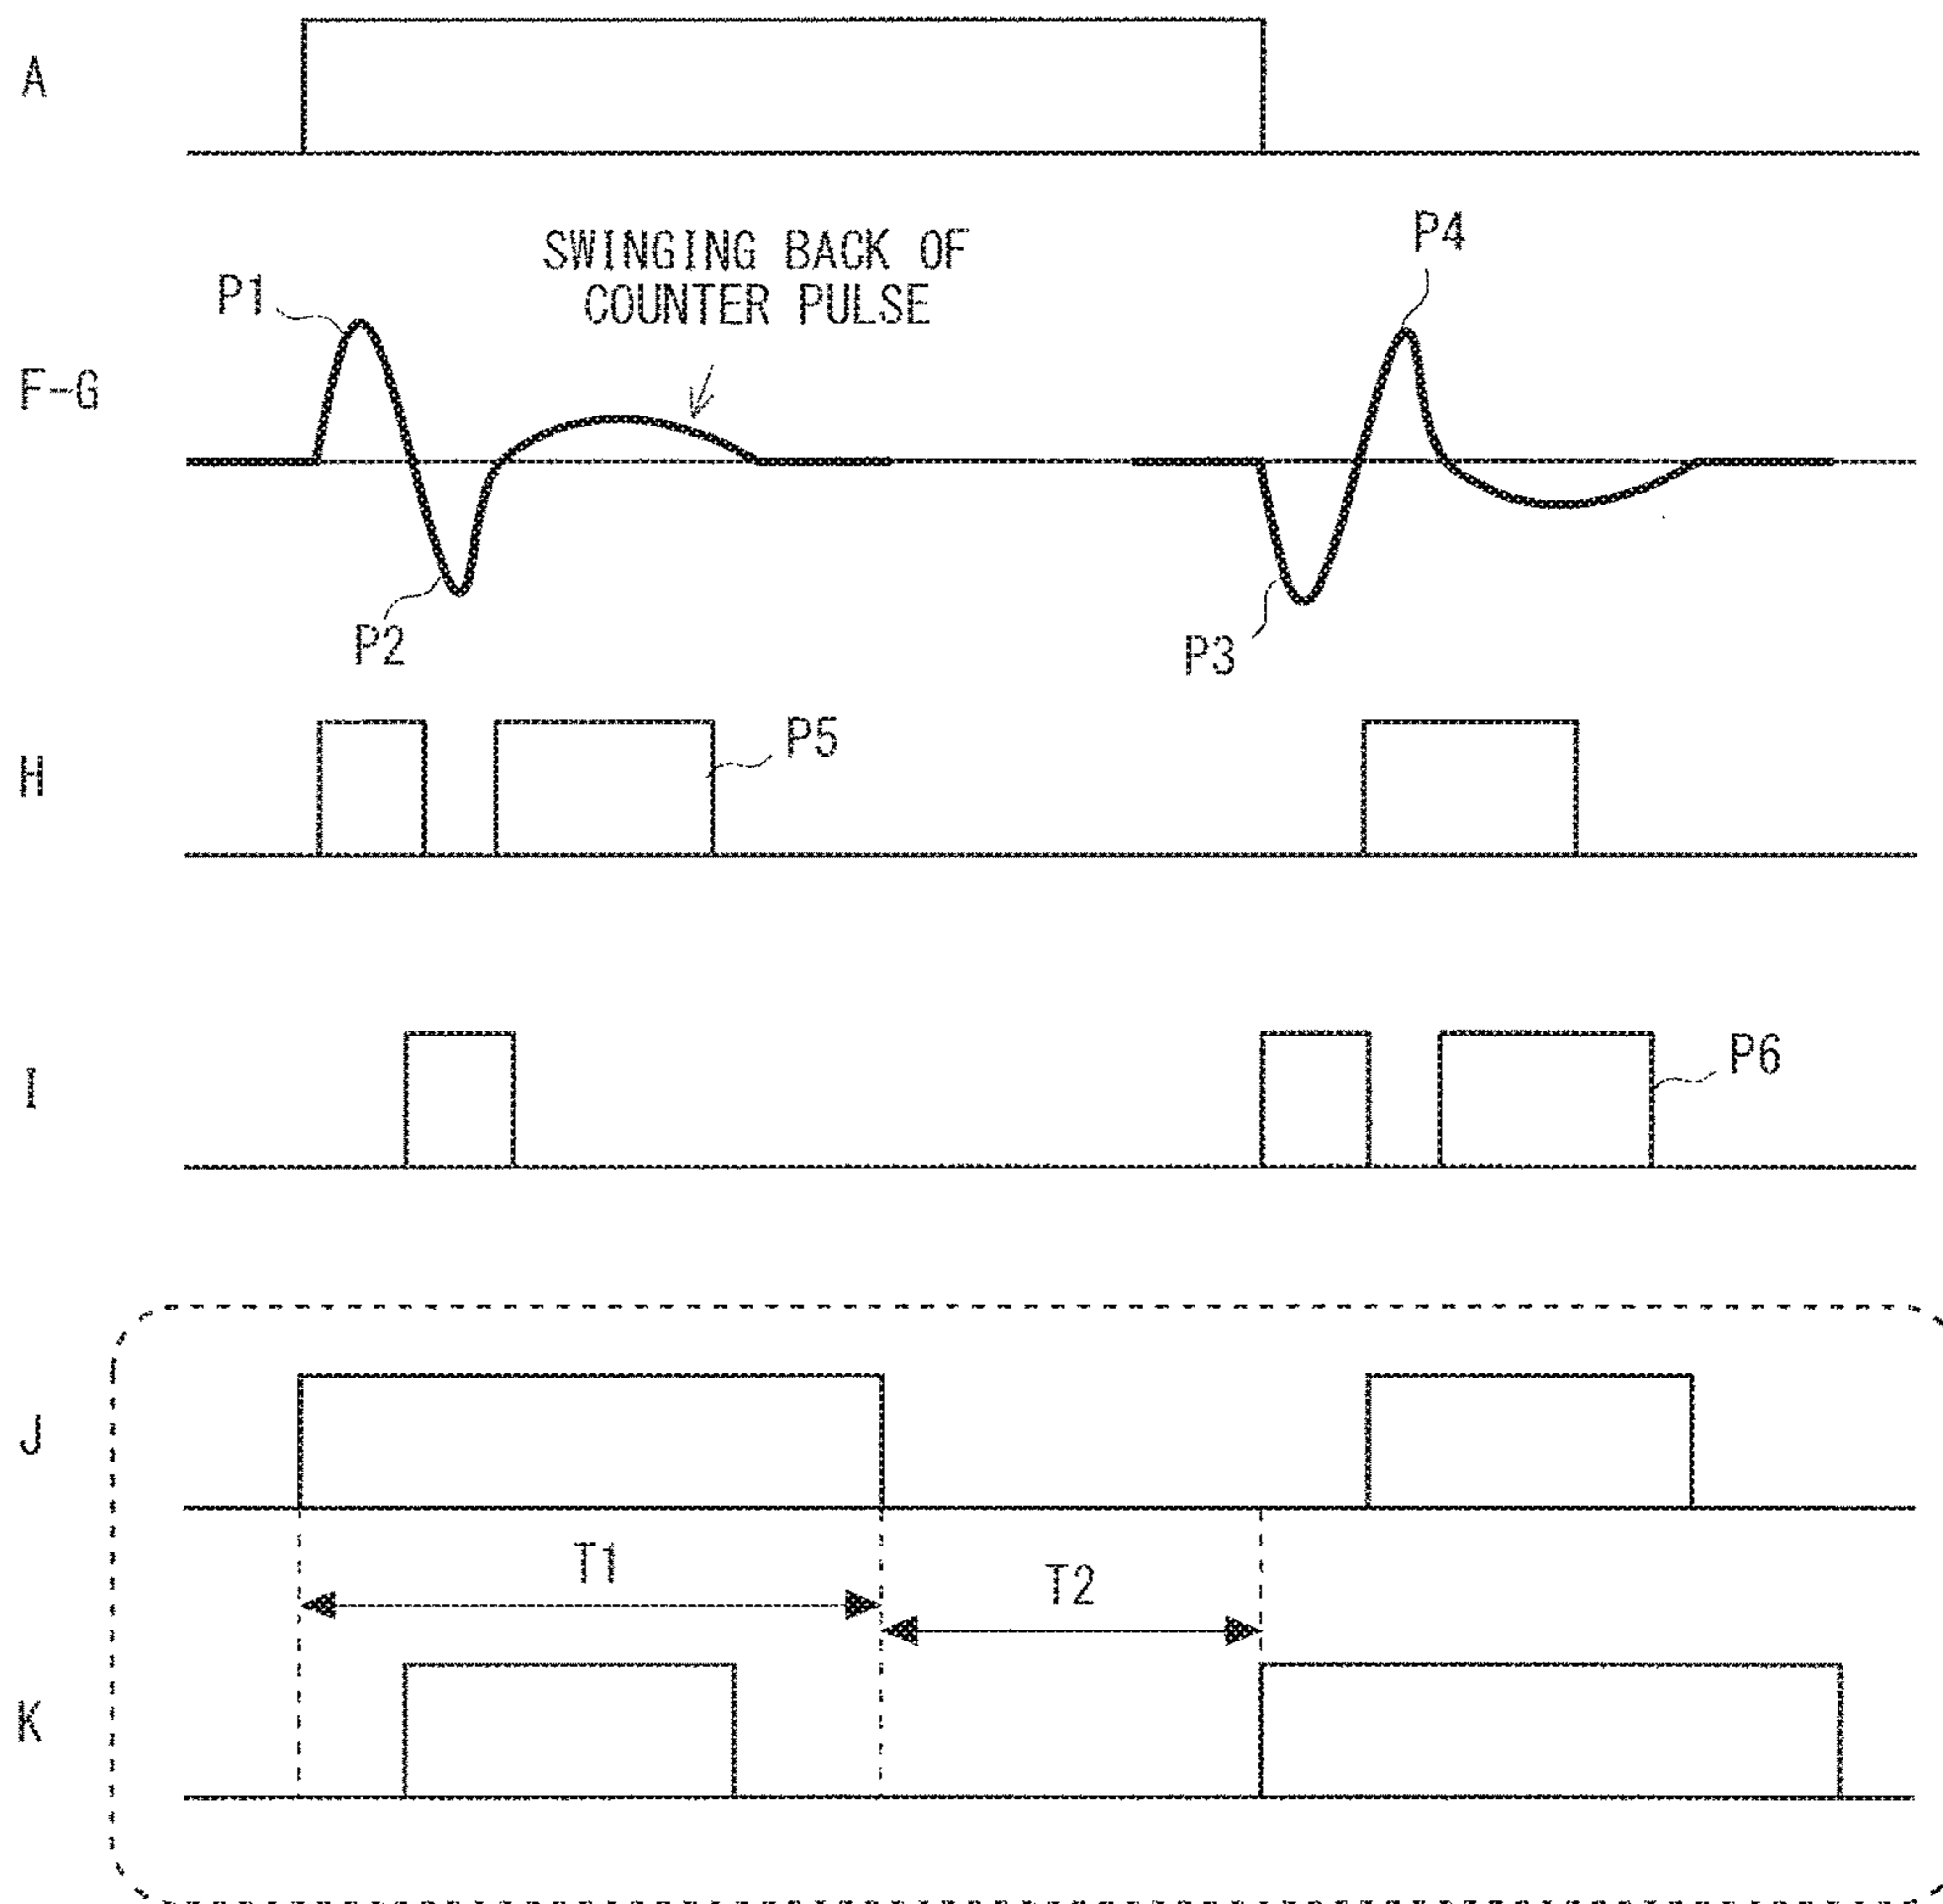 A
F-G
P1
SWINGING BACK OF
COUNTER PULSE
P4
P2
P3
H
P5
I
P6
J
T1
T2
K